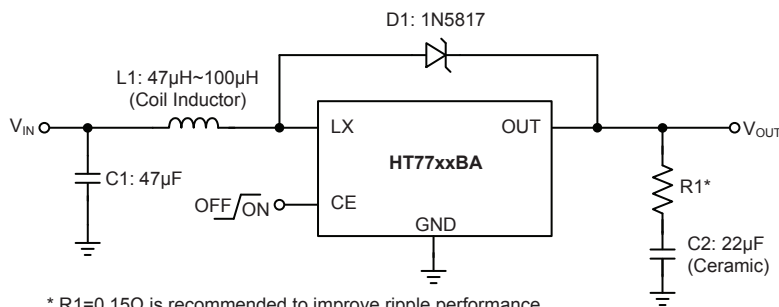 D1: 1N5817
L1: 47µH~100µH
(Coil Inductor)
VIN
LX
OUT
VOUT
HT77xxBA
R1*
C1: 47µF
OFF/ON
CE
GND
C2: 22µF
(Ceramic)
* R1=0.15Ω is recommended to improve ripple performance